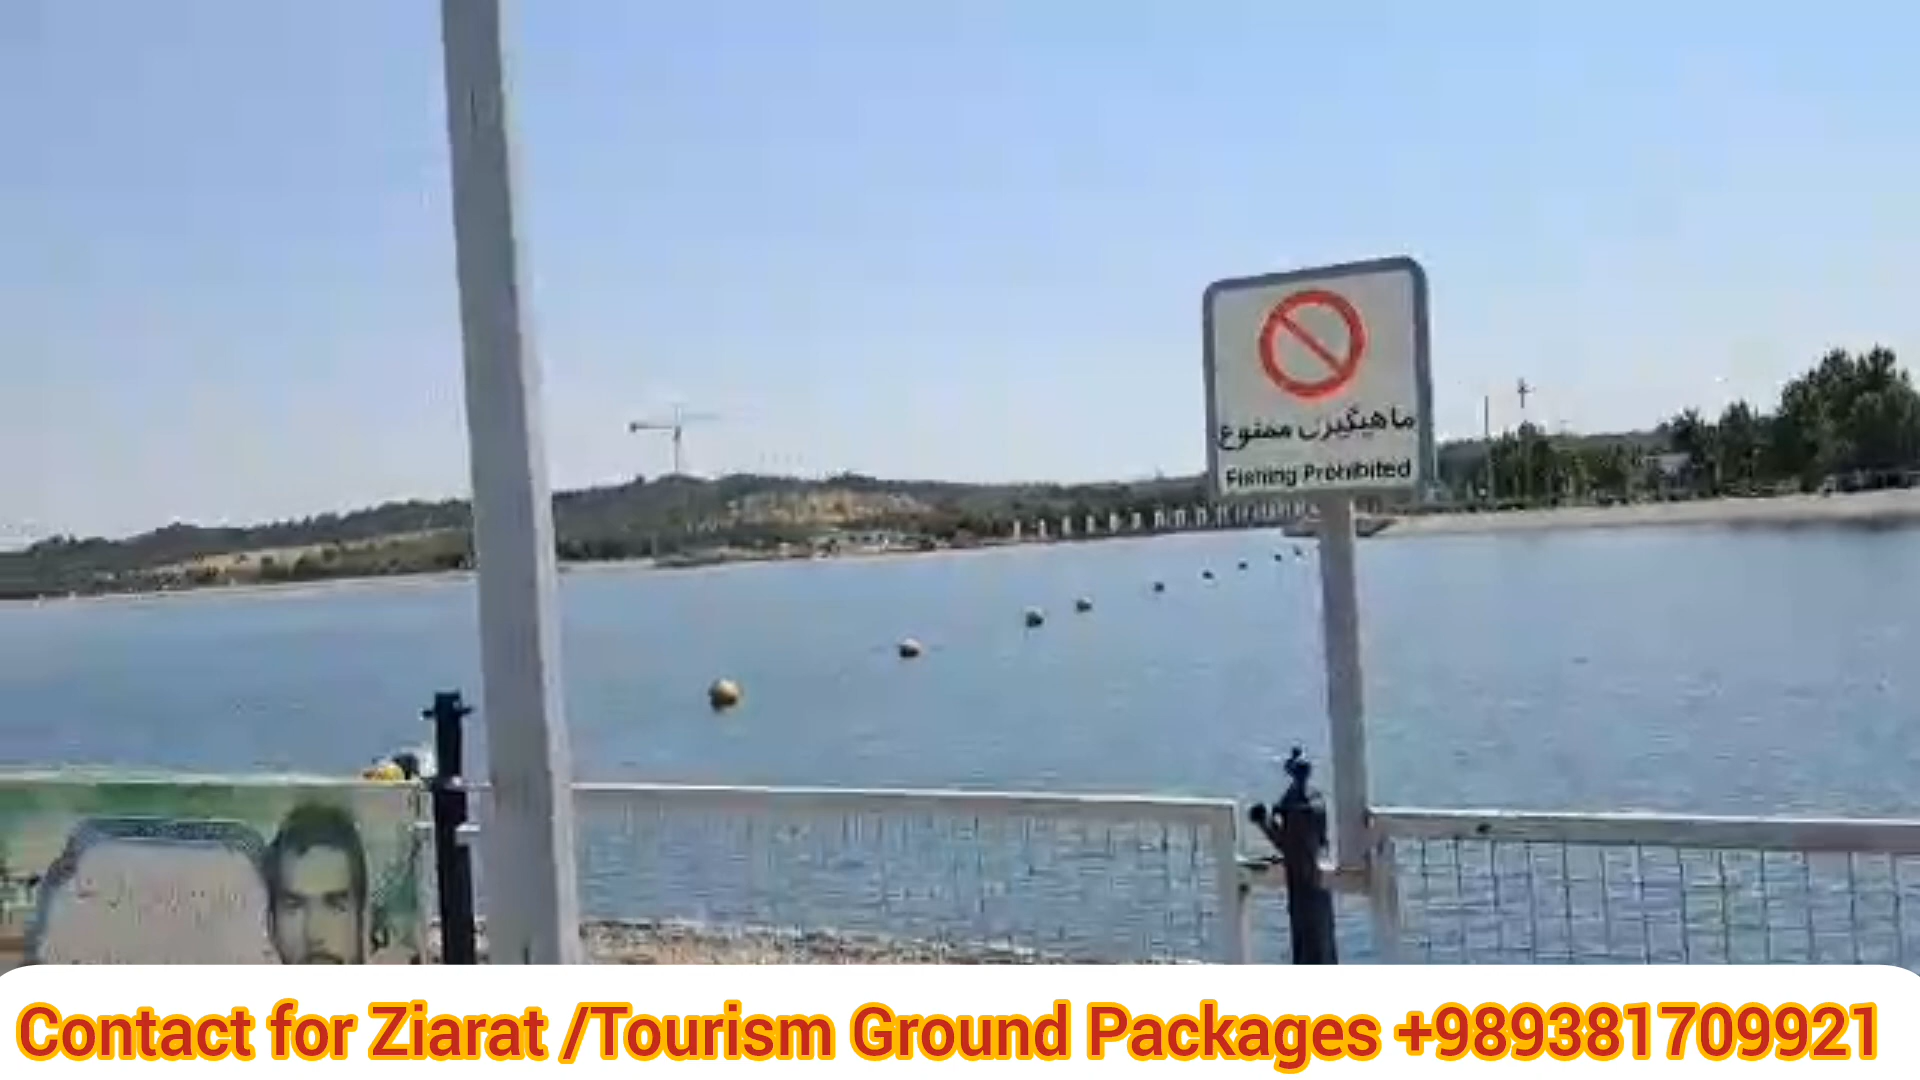 ماهیگیری ممنوع
Fishing Prohibited
Contact for Ziarat /Tourism Ground Packages +989381709921